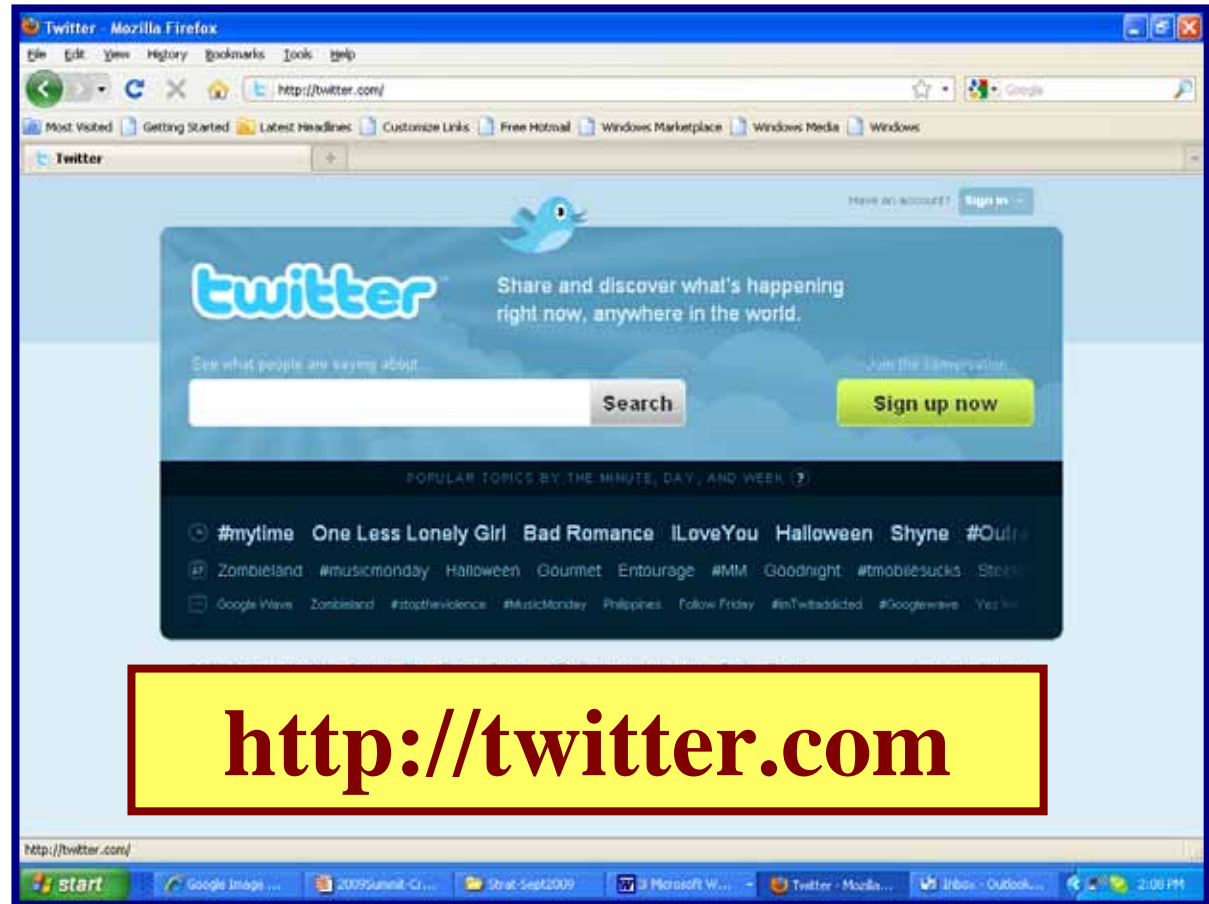 Twitter - Mozilla Firefox
File Edit View History Bookmarks Tools Help
http://twitter.com/ Google
Most Visited Getting Started Latest Headlines Customize Links Free Hotmail Windows Marketplace Windows Media Windows
Twitter
Have an account? Sign in
twitter
Share and discover what's happening
right now, anywhere in the world.
See what people are saying about...
Join the conversation
Search
Sign up now
POPULAR TOPICS BY THE MINUTE, DAY, AND WEEK ?
#mytime One Less Lonely Girl Bad Romance ILoveYou Halloween Shyne
Zombieland #musicmonday Halloween Gourmet Entourage #MM Goodnight #tmobilesucks
Google Wave Zombieland #stoptheviolence #MusicMonday Philippines Follow Friday #imTwitaddicted #Googlewave
http://twitter.com
http://twitter.com/
start Google Image ... 2009Summit-Cr... Strat-Sept2009 3 Microsoft W... Twitter - Mozilla... Inbox - Outlook... 2:08 PM